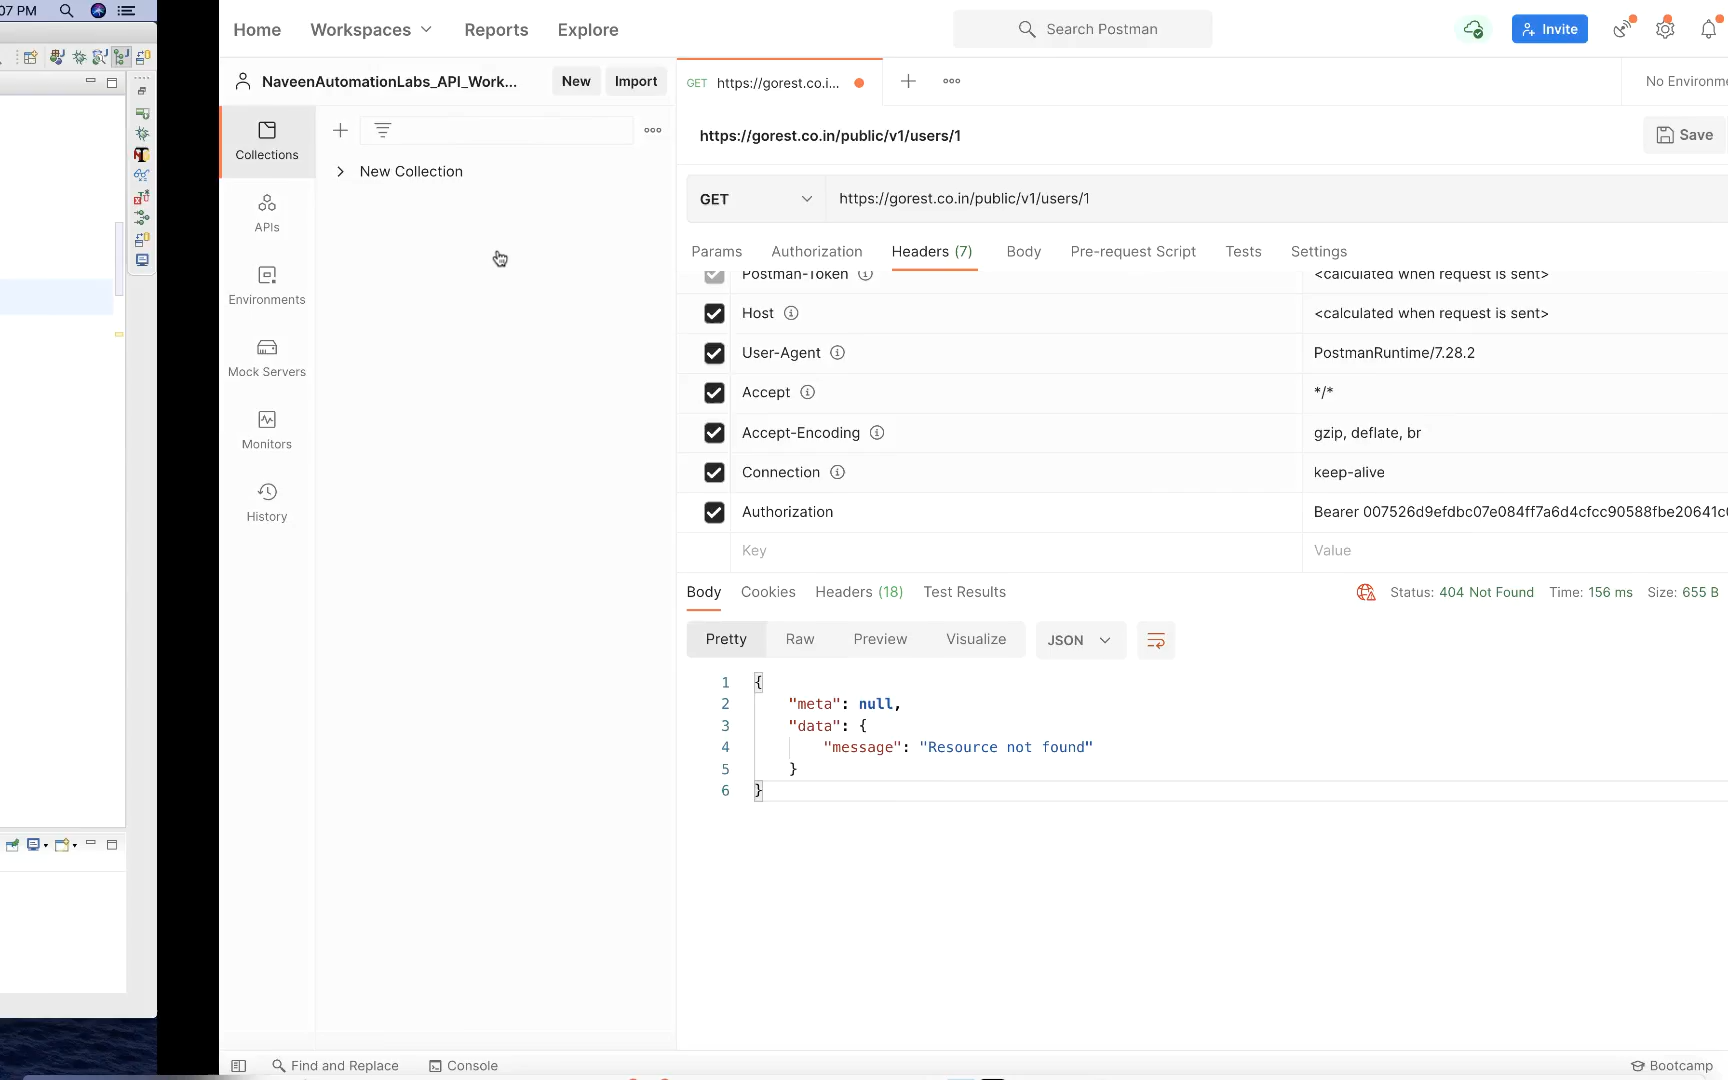 07 PM
Home Workspaces Reports Explore Search Postman Invite
NaveenAutomationLabs_API_Work... New Import GET https://gorest.co.i... No Environme
https://gorest.co.in/public/v1/users/1 Save
Collections
New Collection
GET https://gorest.co.in/public/v1/users/1
APIs
Params Authorization Headers (7) Body Pre-request Script Tests Settings
Postman-Token <calculated when request is sent>
Environments
Host <calculated when request is sent>
User-Agent PostmanRuntime/7.28.2
Mock Servers
Accept */*
Accept-Encoding gzip, deflate, br
Monitors
Connection keep-alive
Authorization Bearer 007526d9efdbc07e084ff7a6d4cfcc90588fbe20641c
History
Key Value
Body Cookies Headers (18) Test Results Status: 404 Not Found Time: 156 ms Size: 655 B
Pretty Raw Preview Visualize JSON
1 {
2 "meta": null,
3 "data": {
4 "message": "Resource not found"
5 }
6 }
Find and Replace Console Bootcamp